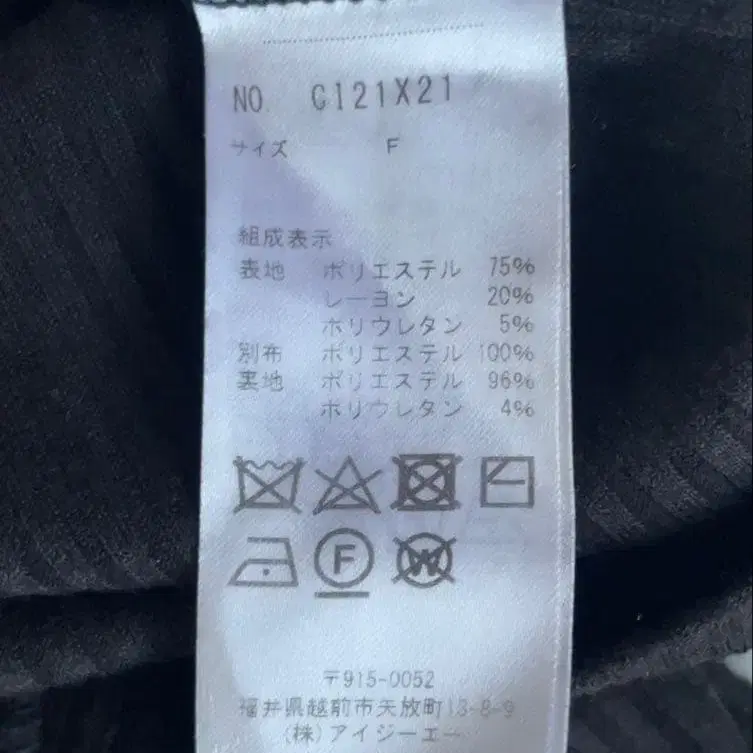 NO. C121X21
サイズ F
組成表示
表地 ポリエステル 75%
レーヨン 20%
ポリウレタン 5%
別布 ポリエステル 100%
裏地 ポリエステル 96%
ポリウレタン 4%
F W
〒915-0052
福井県越前市矢放町13-8-9
(株)アイジーエー